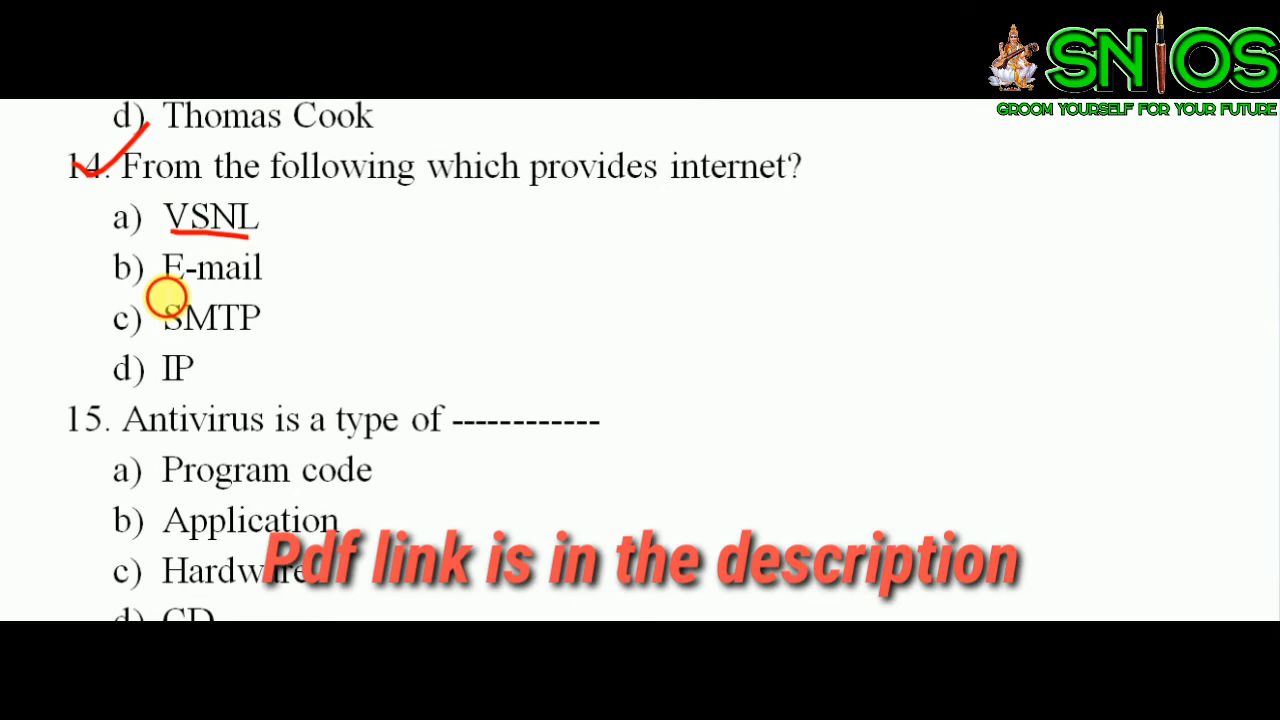 SNIOS
GROOM YOURSELF FOR YOUR FUTURE
d) Thomas Cook
14. From the following which provides internet?
a) VSNL
b) E-mail
c) SMTP
d) IP
15. Antivirus is a type of ------------
a) Program code
b) Application
c) Hardware
Pdf link is in the description
d) CD